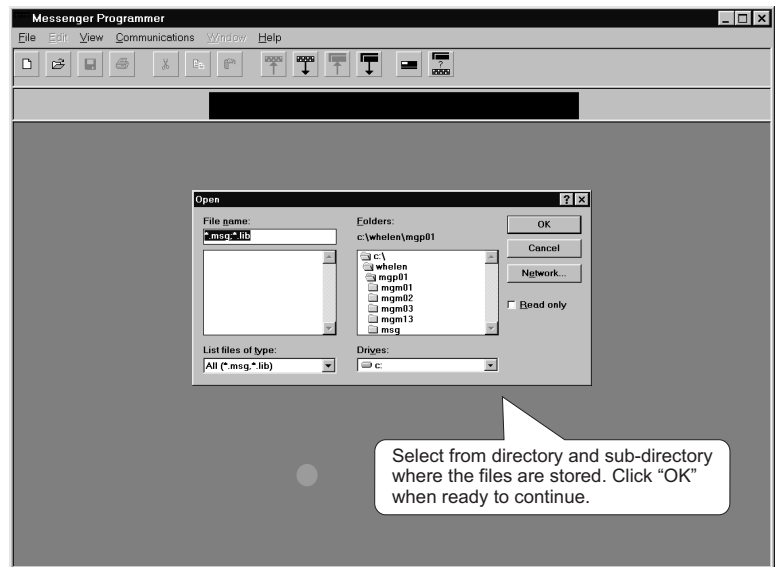 Messenger Programmer
File Edit View Communications Window Help
?
Open
File name:
*.msg;*.lib
Folders:
c:\whelen\mgp01
OK
Cancel
Network...
Read only
c:\
whelen
mgp01
mgm01
mgm02
mgm03
mgm13
msg
List files of type:
All (*.msg,*.lib)
Drives:
c:
Select from directory and sub-directory
where the files are stored. Click “OK”
when ready to continue.